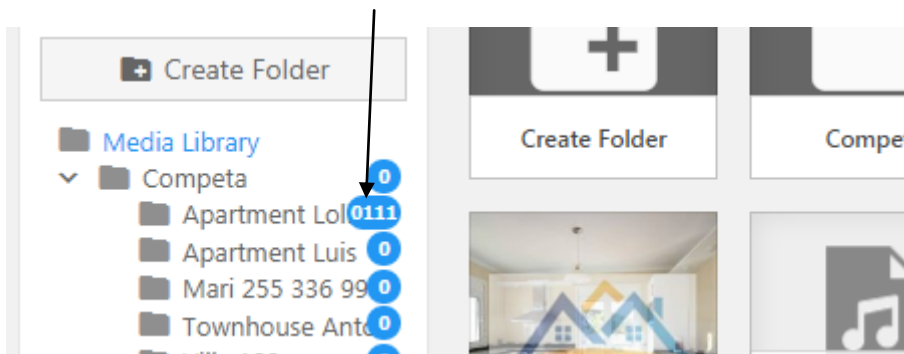 Create Folder
Media Library
Competa 0
Apartment Lol 0111
Apartment Luis 0
Mari 255 336 99 0
Townhouse Anto 0
Create Folder
Compe